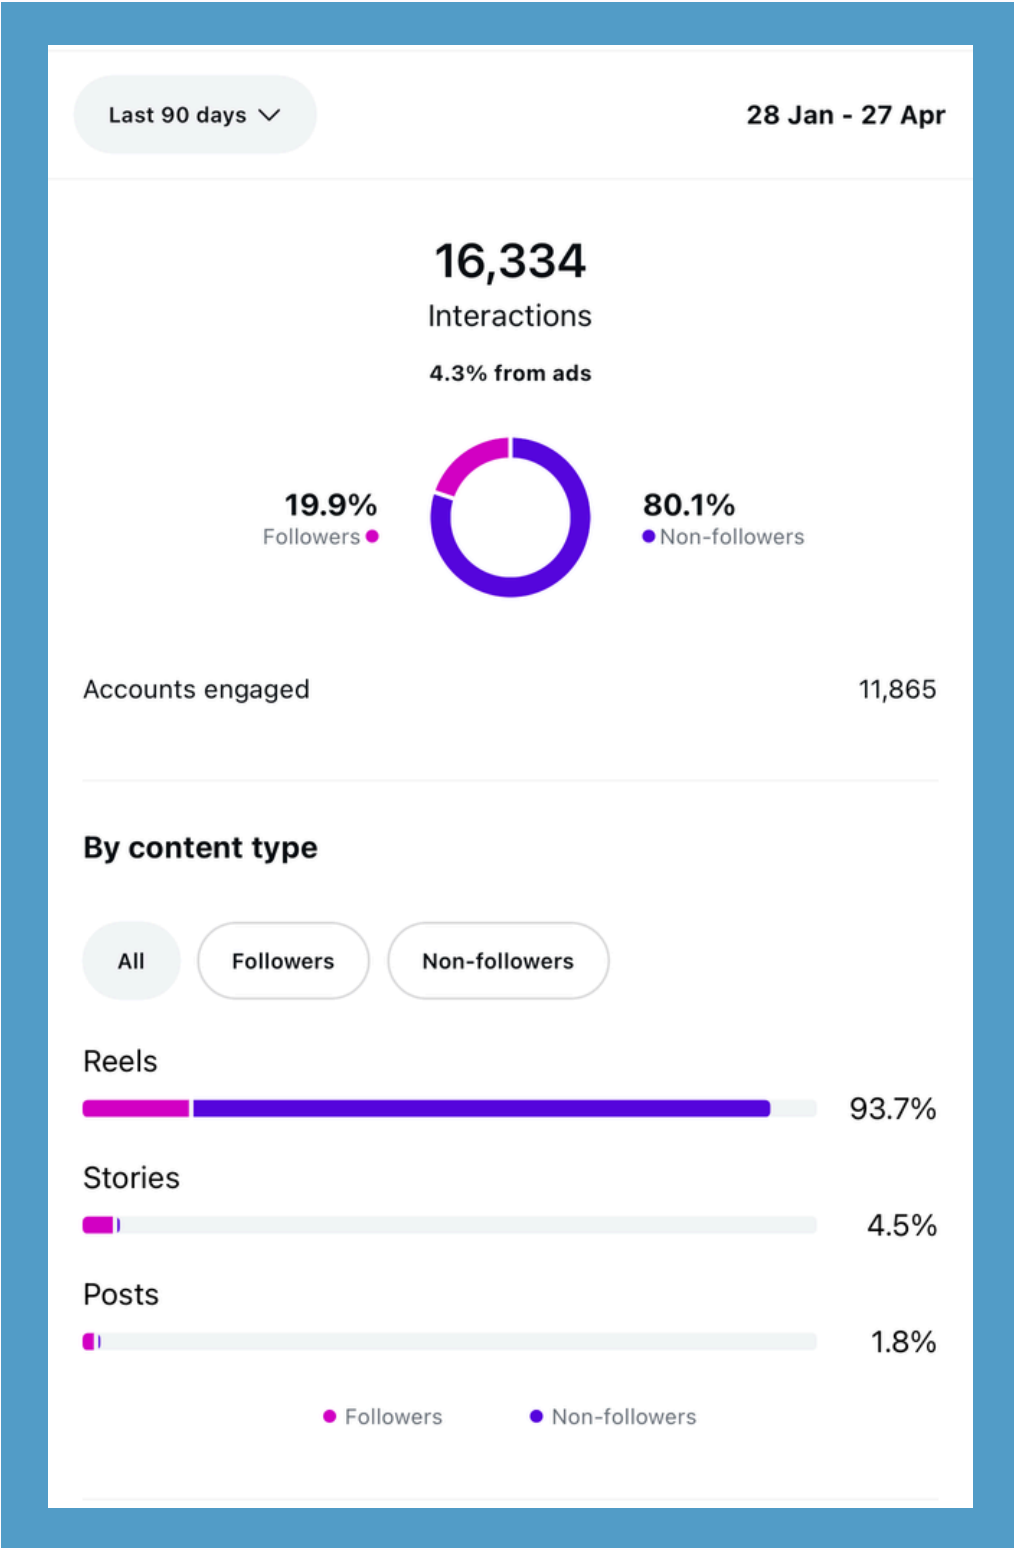 Last 90 days
28 Jan - 27 Apr
16,334
Interactions
4.3% from ads
19.9%
Followers
80.1%
Non-followers
Accounts engaged
11,865
By content type
All
Followers
Non-followers
Reels
93.7%
Stories
4.5%
Posts
1.8%
Followers
Non-followers